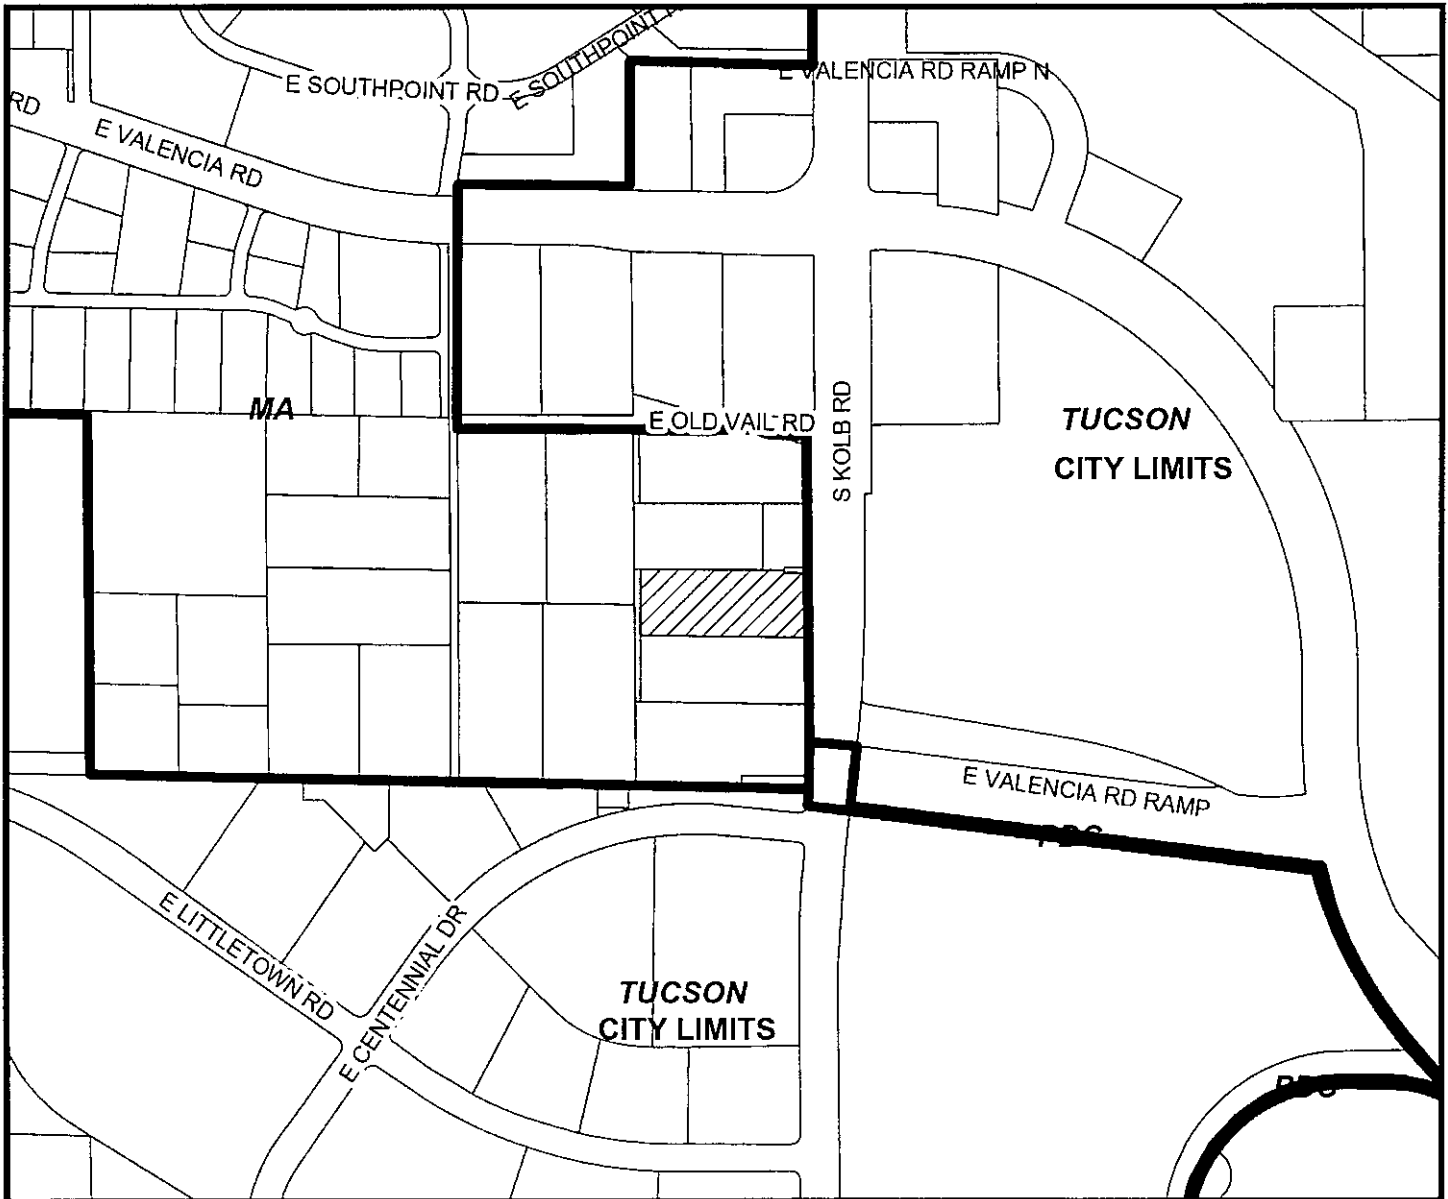 E SOUTHPOINT RD
E SOUTHPOINT
E VALENCIA RD RAMP N
RD
E VALENCIA RD
MA
E OLD VAIL RD
S KOLB RD
TUCSON
CITY LIMITS
E VALENCIA RD RAMP
E LITTLETOWN RD
E CENTENNIAL DR
TUCSON
CITY LIMITS